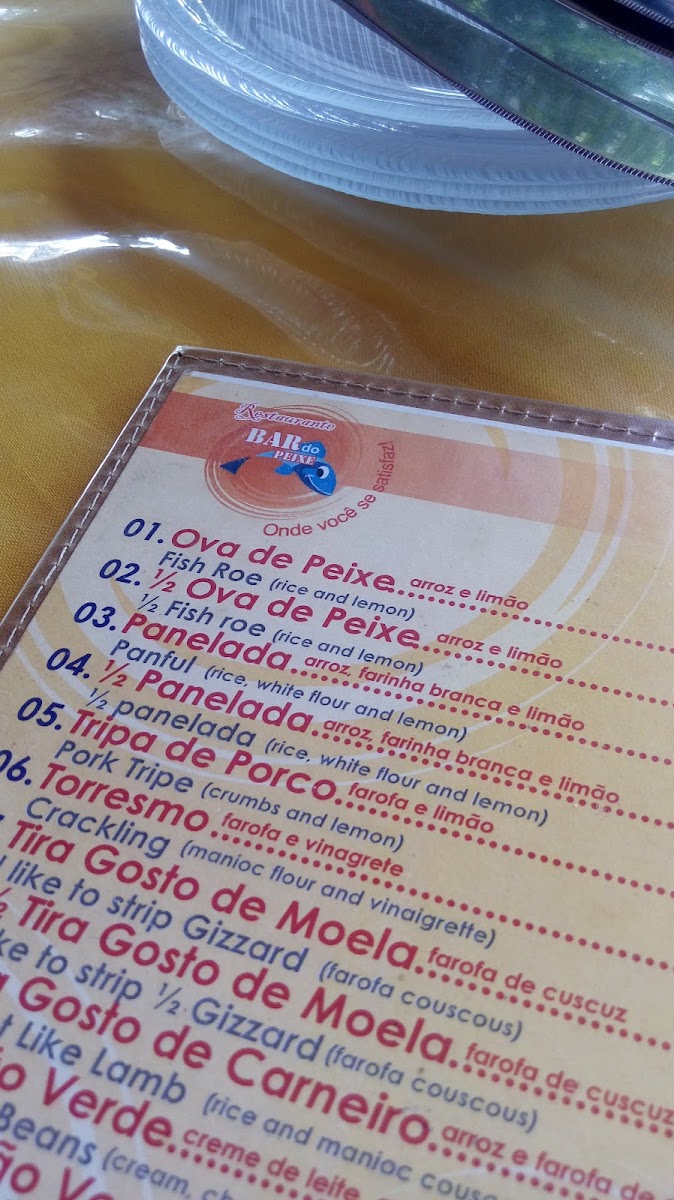 Restaurante
BAR do
PEIXE
Onde você se satisfaz!
01. Ova de Peixe arroz e limão
Fish Roe (rice and lemon)
02. ½ Ova de Peixe arroz e limão
½ Fish roe (rice and lemon)
03. Panelada arroz, farinha branca e limão
Panful (rice, white flour and lemon)
04. ½ Panelada arroz, farinha branca e limão
½ panelada (rice, white flour and lemon)
05. Tripa de Porco farofa e limão
Pork Tripe (crumbs and lemon)
06. Torresmo farofa e vinagrete
Crackling (manioc flour and vinaigrette)
Tira Gosto de Moela farofa de cuscuz
like to strip Gizzard (farofa couscous)
½ Tira Gosto de Moela farofa de cuscuz
to strip ½ Gizzard (farofa couscous)
Gosto de Carneiro arroz e farofa de
Like Lamb (rice and manioc cous
Verde creme de leite,
Beans (cream, ch